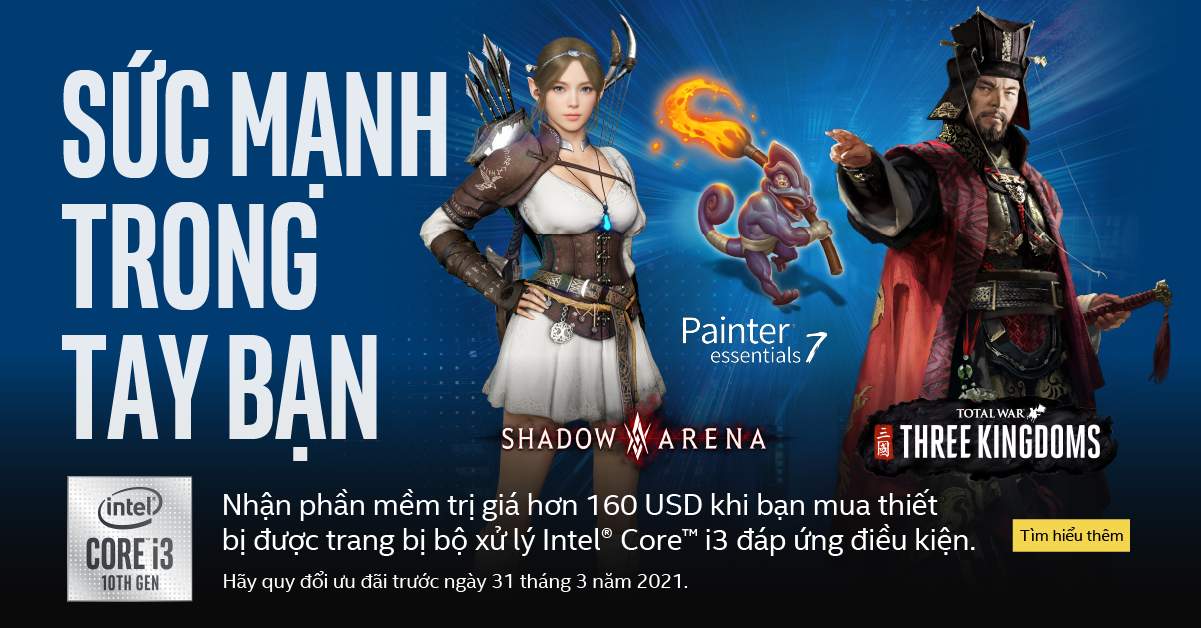 SỨC MẠNH
TRONG
TAY BẠN
Painter
essentials 7
SHADOW ARENA
TOTAL WAR
三國
THREE KINGDOMS
intel®
CORE™ i3
10TH GEN
Nhận phần mềm trị giá hơn 160 USD khi bạn mua thiết
bị được trang bị bộ xử lý Intel® Core™ i3 đáp ứng điều kiện.
Hãy quy đổi ưu đãi trước ngày 31 tháng 3 năm 2021.
Tìm hiểu thêm